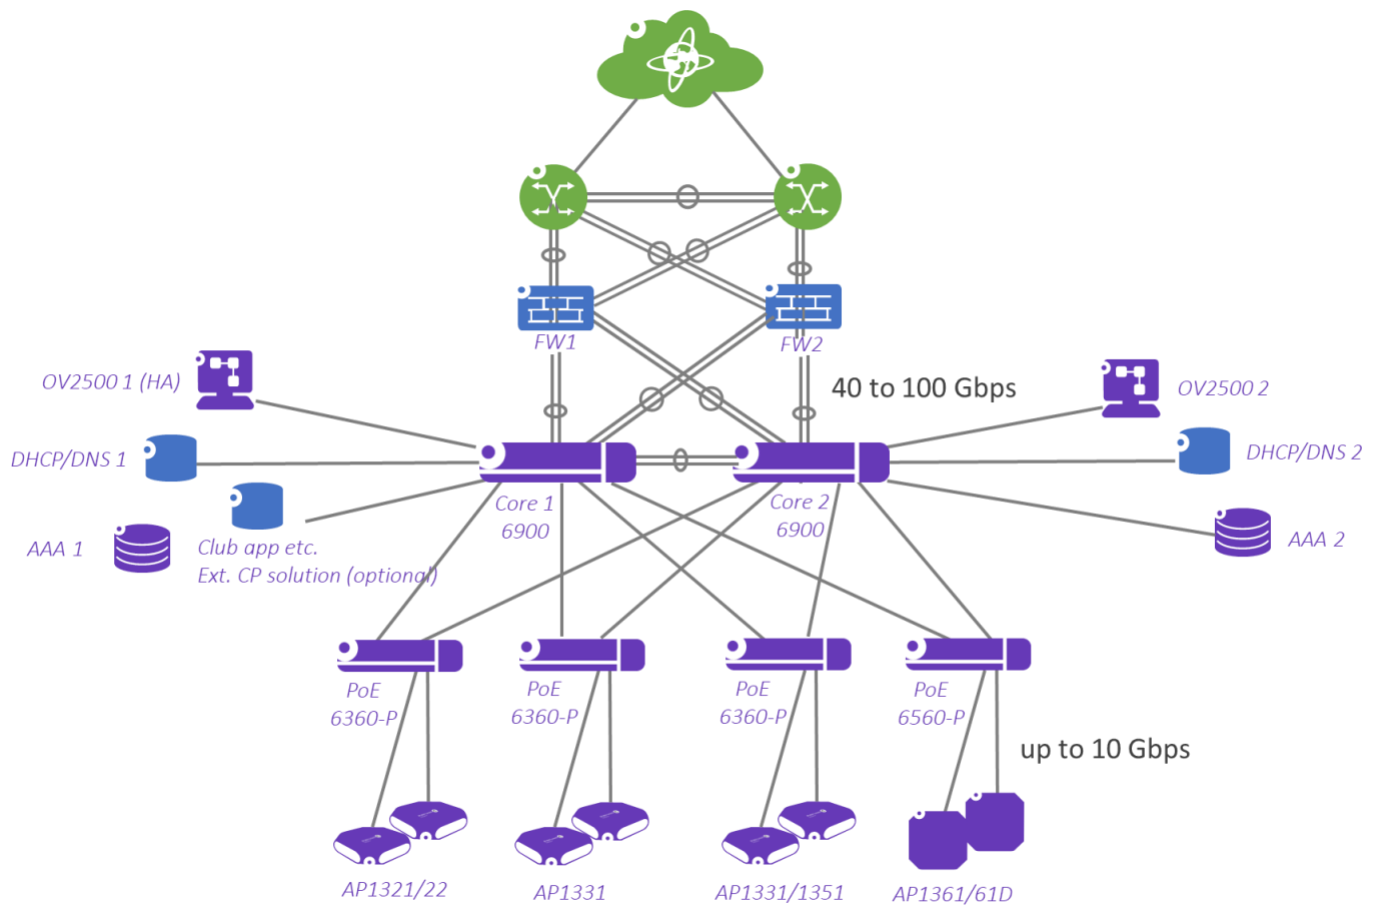 FW1
FW2
OV2500 1 (HA)
40 to 100 Gbps
OV2500 2
DHCP/DNS 1
DHCP/DNS 2
Core 1
6900
Core 2
6900
AAA 1
Club app etc.
Ext. CP solution (optional)
AAA 2
PoE
6360-P
PoE
6360-P
PoE
6360-P
PoE
6560-P
up to 10 Gbps
AP1321/22
AP1331
AP1331/1351
AP1361/61D